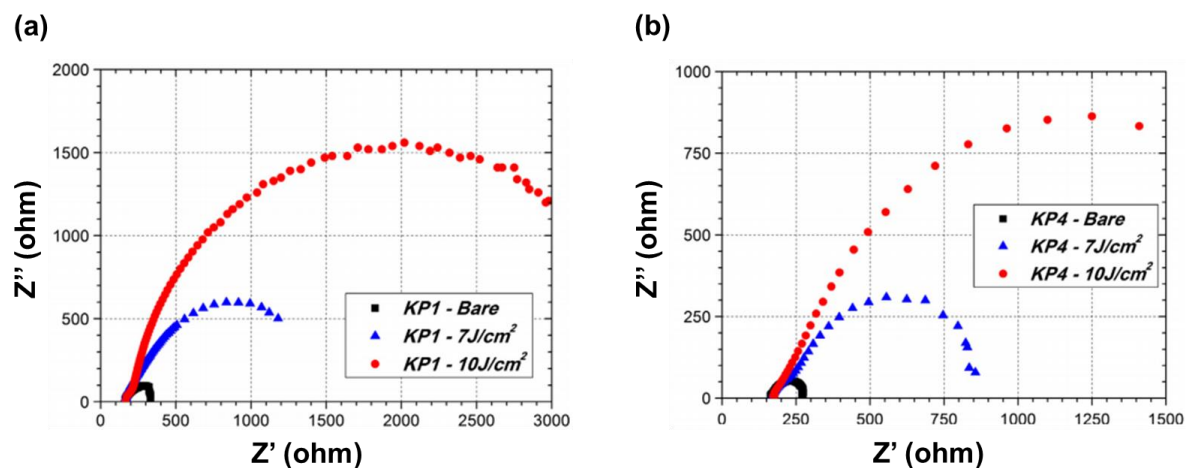 (a)
(b)
2000
1500
1000
500
0
Z'' (ohm)
0 500 1000 1500 2000 2500 3000
Z' (ohm)
KP1 - Bare
KP1 - 7J/cm²
KP1 - 10J/cm²
1000
750
500
250
0
Z'' (ohm)
0 250 500 750 1000 1250 1500
Z' (ohm)
KP4 - Bare
KP4 - 7J/cm²
KP4 - 10J/cm²